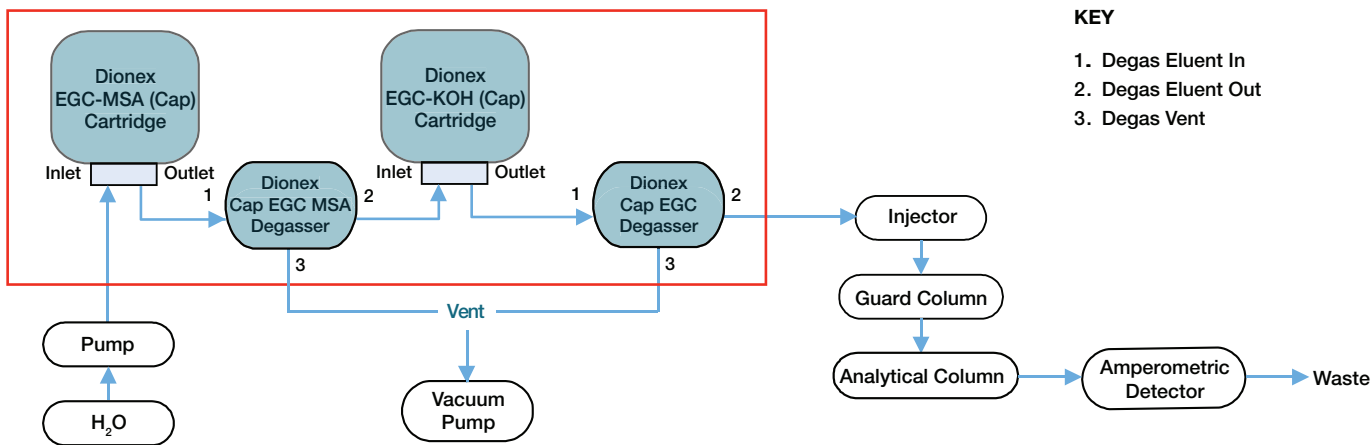 Dionex
EGC-MSA (Cap)
Cartridge
Inlet
Outlet
1
Dionex
Cap EGC MSA
Degasser
2
3
Dionex
EGC-KOH (Cap)
Cartridge
Inlet
Outlet
1
Dionex
Cap EGC
Degasser
2
3
KEY
1. Degas Eluent In
2. Degas Eluent Out
3. Degas Vent
Vent
Pump
H₂O
Vacuum
Pump
Injector
Guard Column
Analytical Column
Amperometric
Detector
Waste